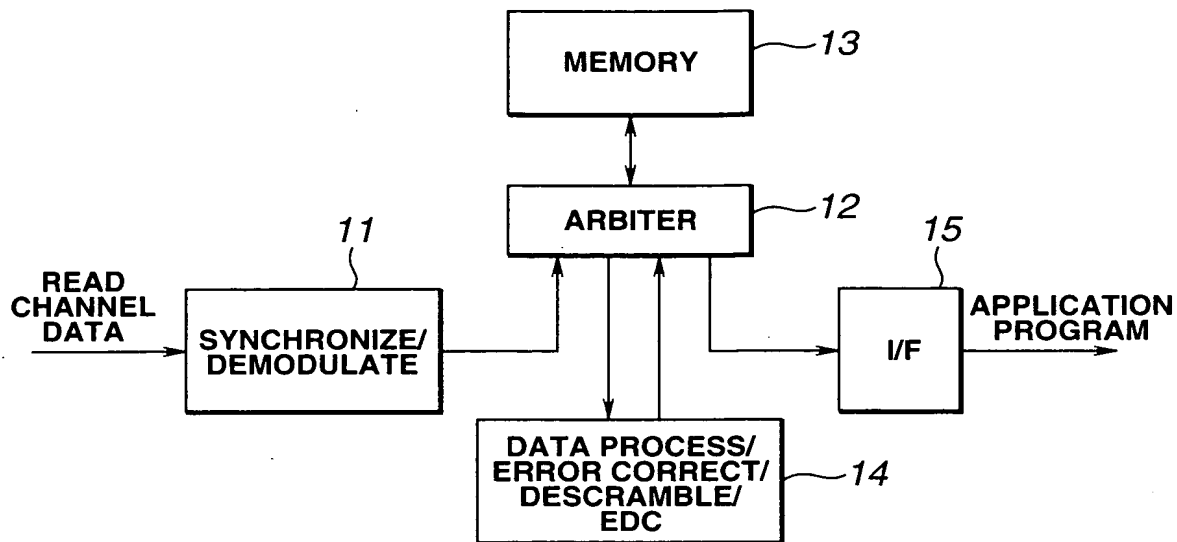 MEMORY
13
ARBITER
12
11
15
READ
CHANNEL
DATA
SYNCHRONIZE/
DEMODULATE
I/F
APPLICATION
PROGRAM
DATA PROCESS/
ERROR CORRECT/
DESCRAMBLE/
EDC
14